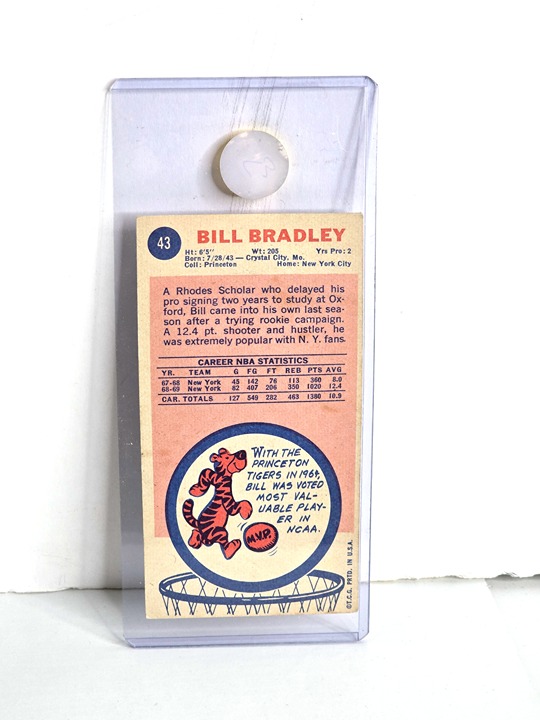 43
BILL BRADLEY
Ht: 6'5" Wt: 205 Yrs Pro: 2
Born: 7/28/43 — Crystal City, Mo.
Coll: Princeton Home: New York City
A Rhodes Scholar who delayed his
pro signing two years to study at Ox-
ford, Bill came into his own last sea-
son after a trying rookie campaign.
A 12.4 pt. shooter and hustler, he
was extremely popular with N. Y. fans.
CAREER NBA STATISTICS
YR. TEAM G FG FT REB PTS AVG
67-68 New York 45 142 76 113 360 8.0
68-69 New York 82 407 206 350 1020 12.4
CAR. TOTALS 127 549 282 463 1380 10.9
WITH THE
PRINCETON
TIGERS IN 1964,
BILL WAS VOTED
MOST VAL-
UABLE PLAY-
ER IN
NCAA.
M.V.P.
©T.C.G. PRTD. IN U.S.A.